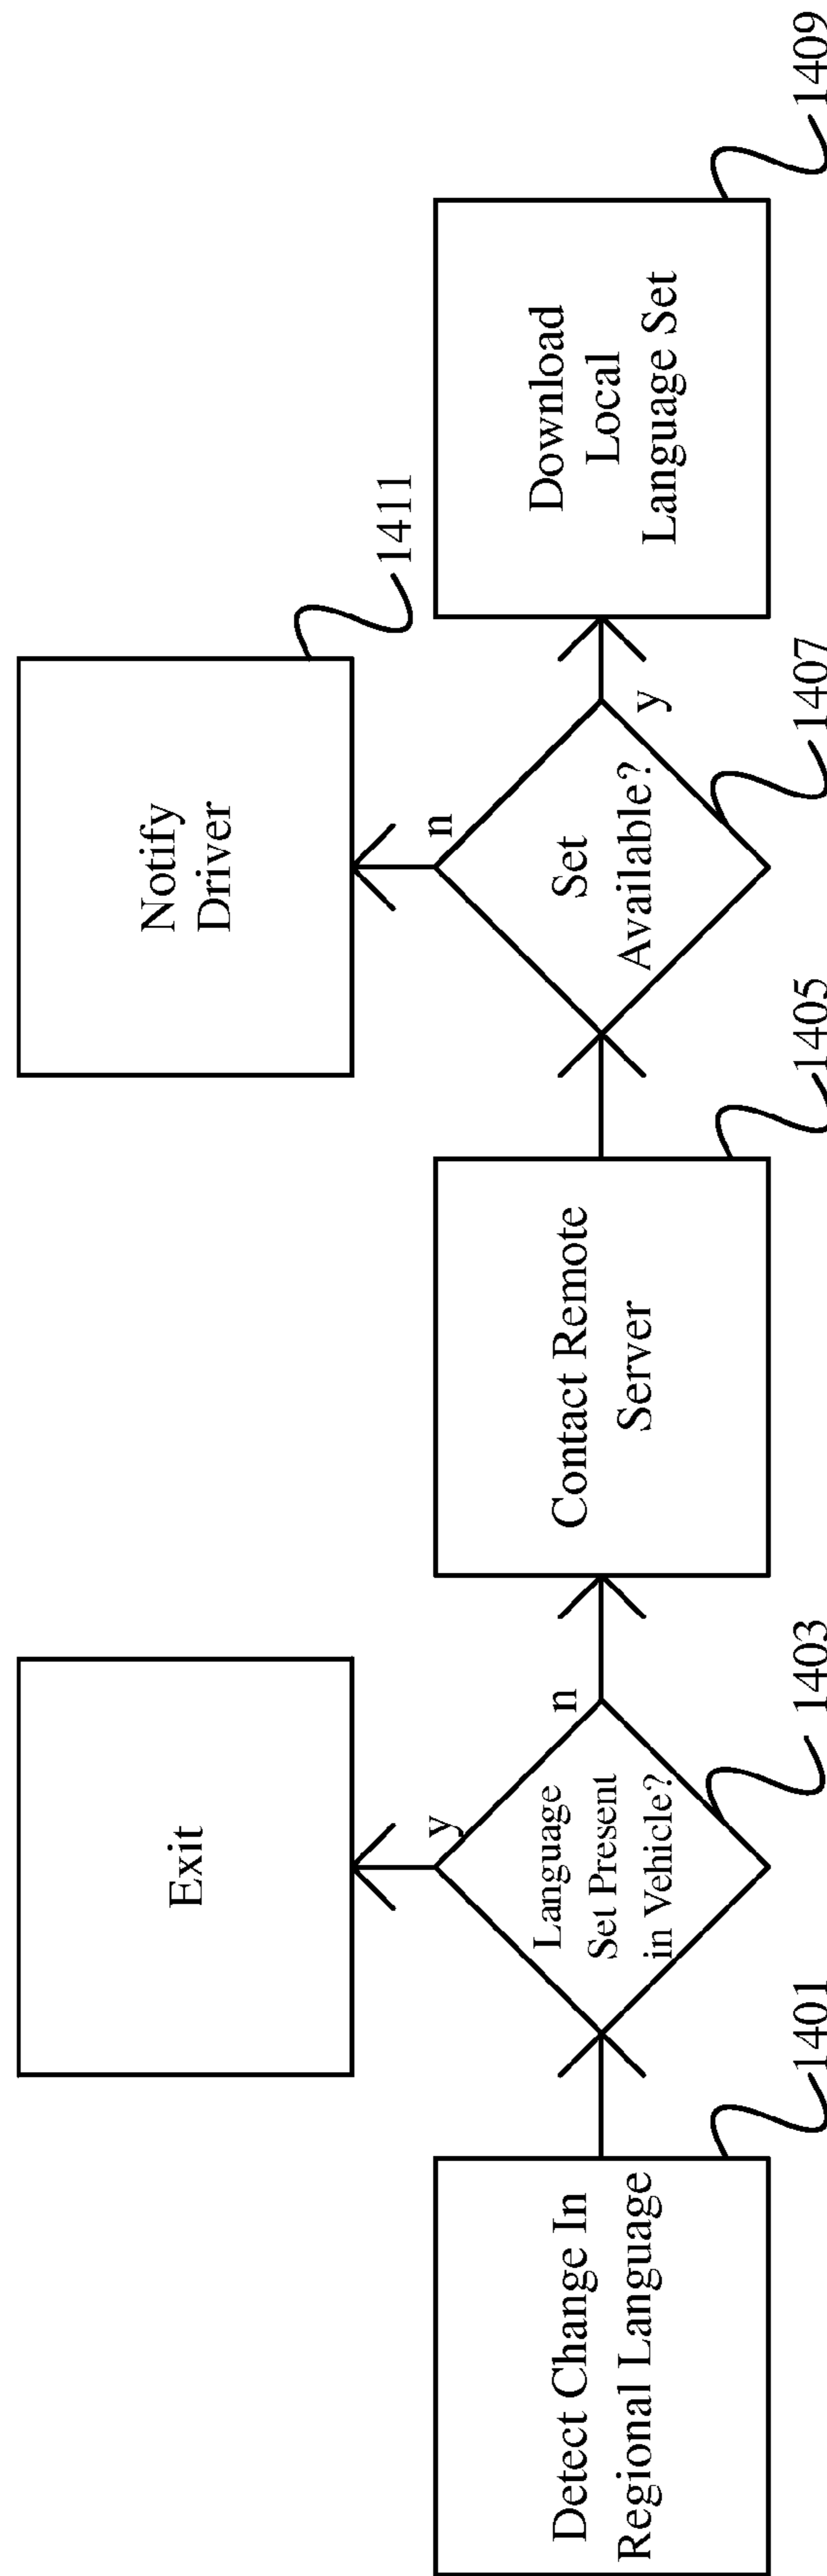 Detect Change In
Regional Language
1401
Language
Set Present
in Vehicle?
1403
y
Exit
n
Contact Remote
Server
1405
Set
Available?
1407
n
Notify
Driver
1411
y
Download
Local
Language Set
1409